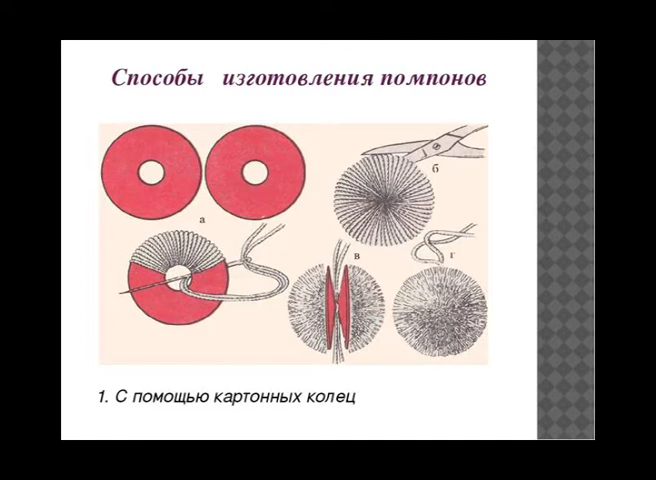 Способы изготовления помпонов
а
б
в
г
1. С помощью картонных колец